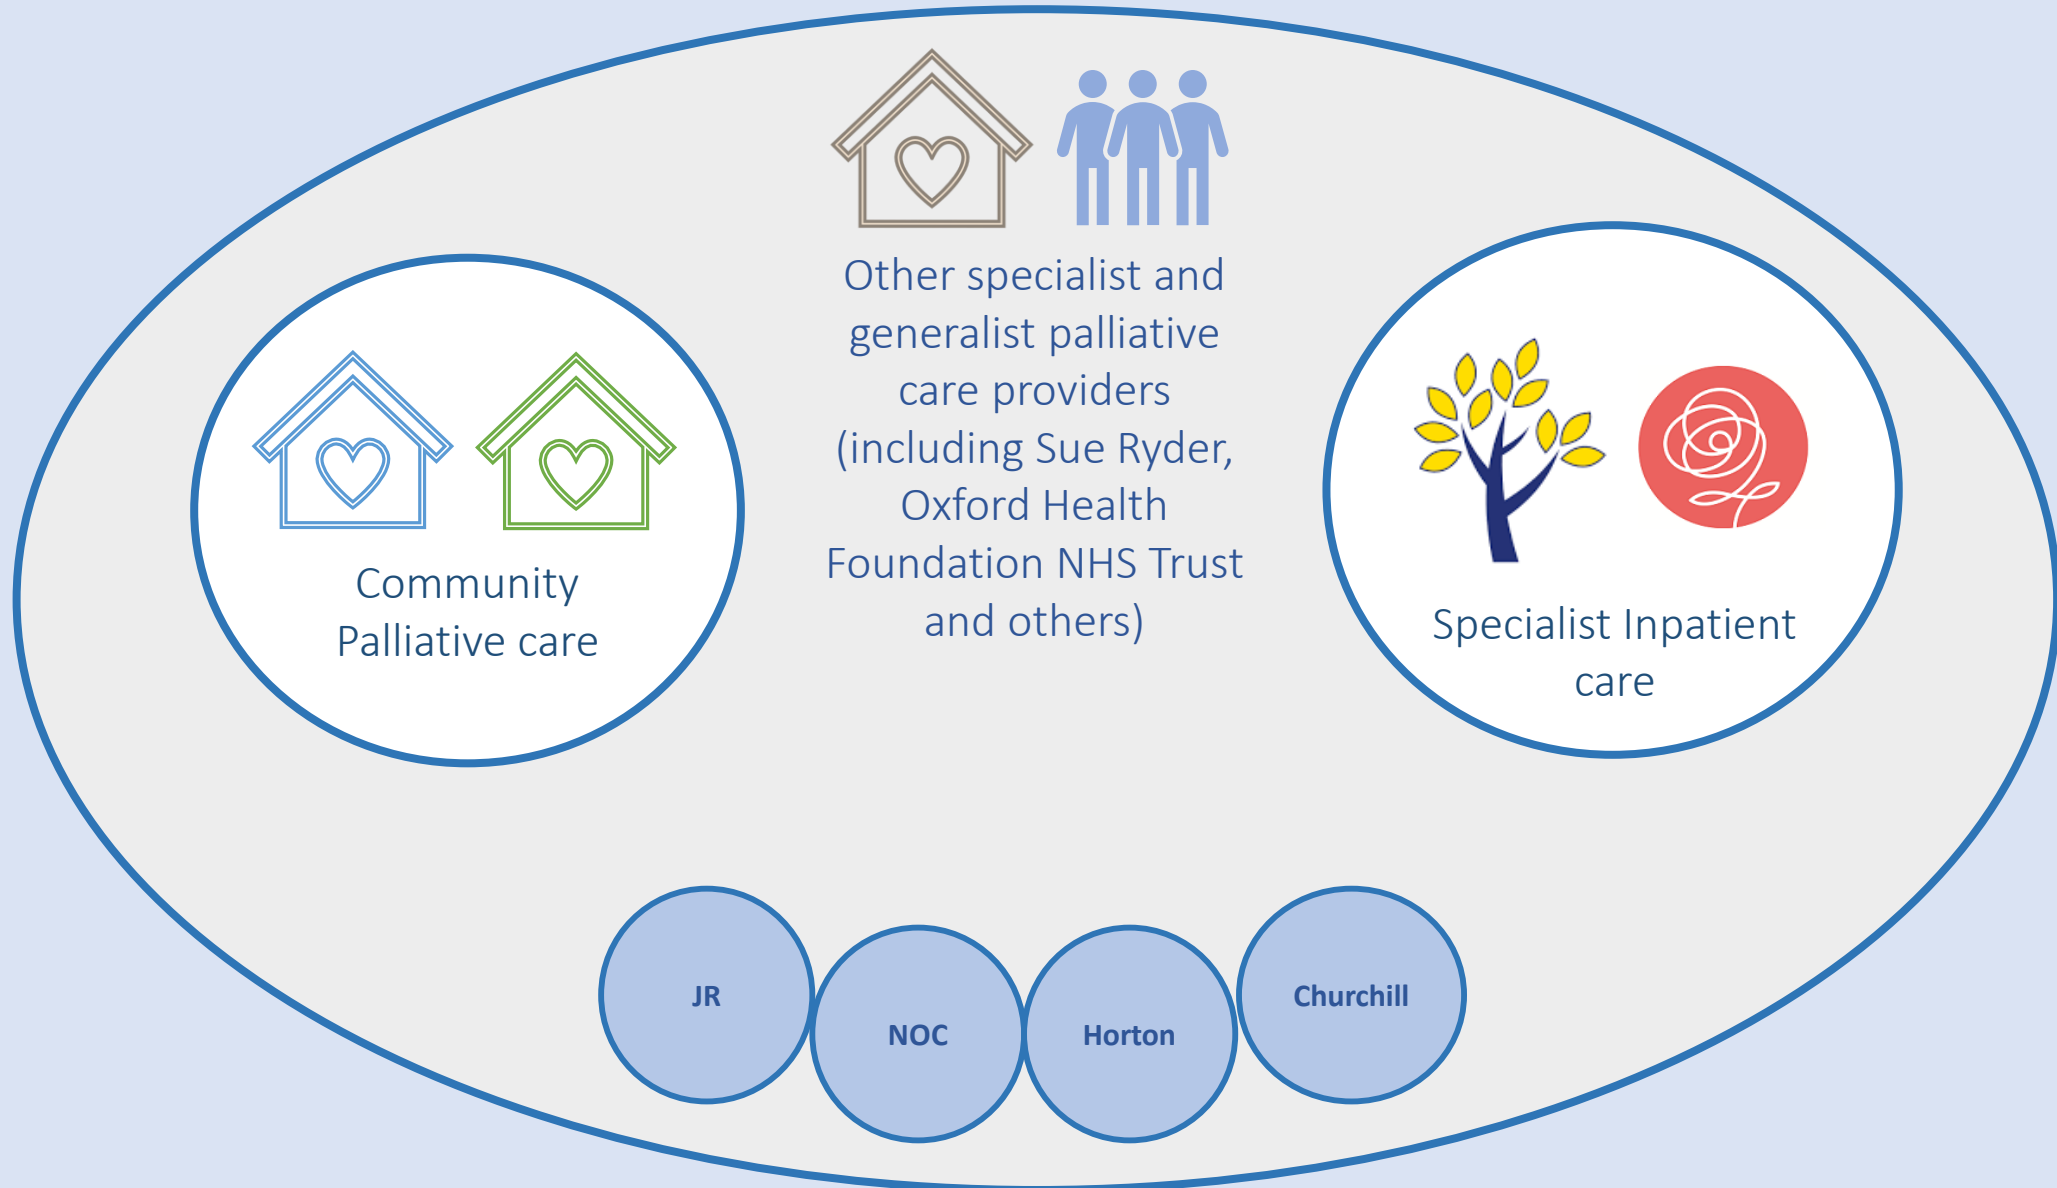 Other specialist and
generalist palliative
care providers
(including Sue Ryder,
Oxford Health
Foundation NHS Trust
and others)
Community
Palliative care
Specialist Inpatient
care
JR
NOC
Horton
Churchill